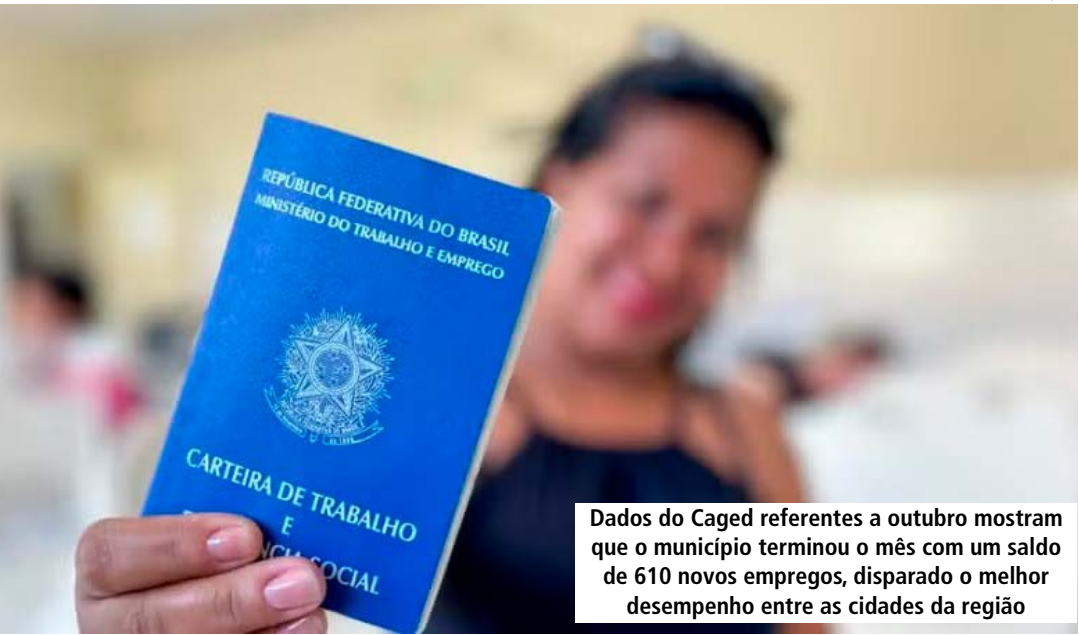 REPÚBLICA FEDERATIVA DO BRASIL
MINISTÉRIO DO TRABALHO E EMPREGO
CARTEIRA DE TRABALHO
E
SOCIAL
Dados do Caged referentes a outubro mostram
que o município terminou o mês com um saldo
de 610 novos empregos, disparado o melhor
desempenho entre as cidades da região